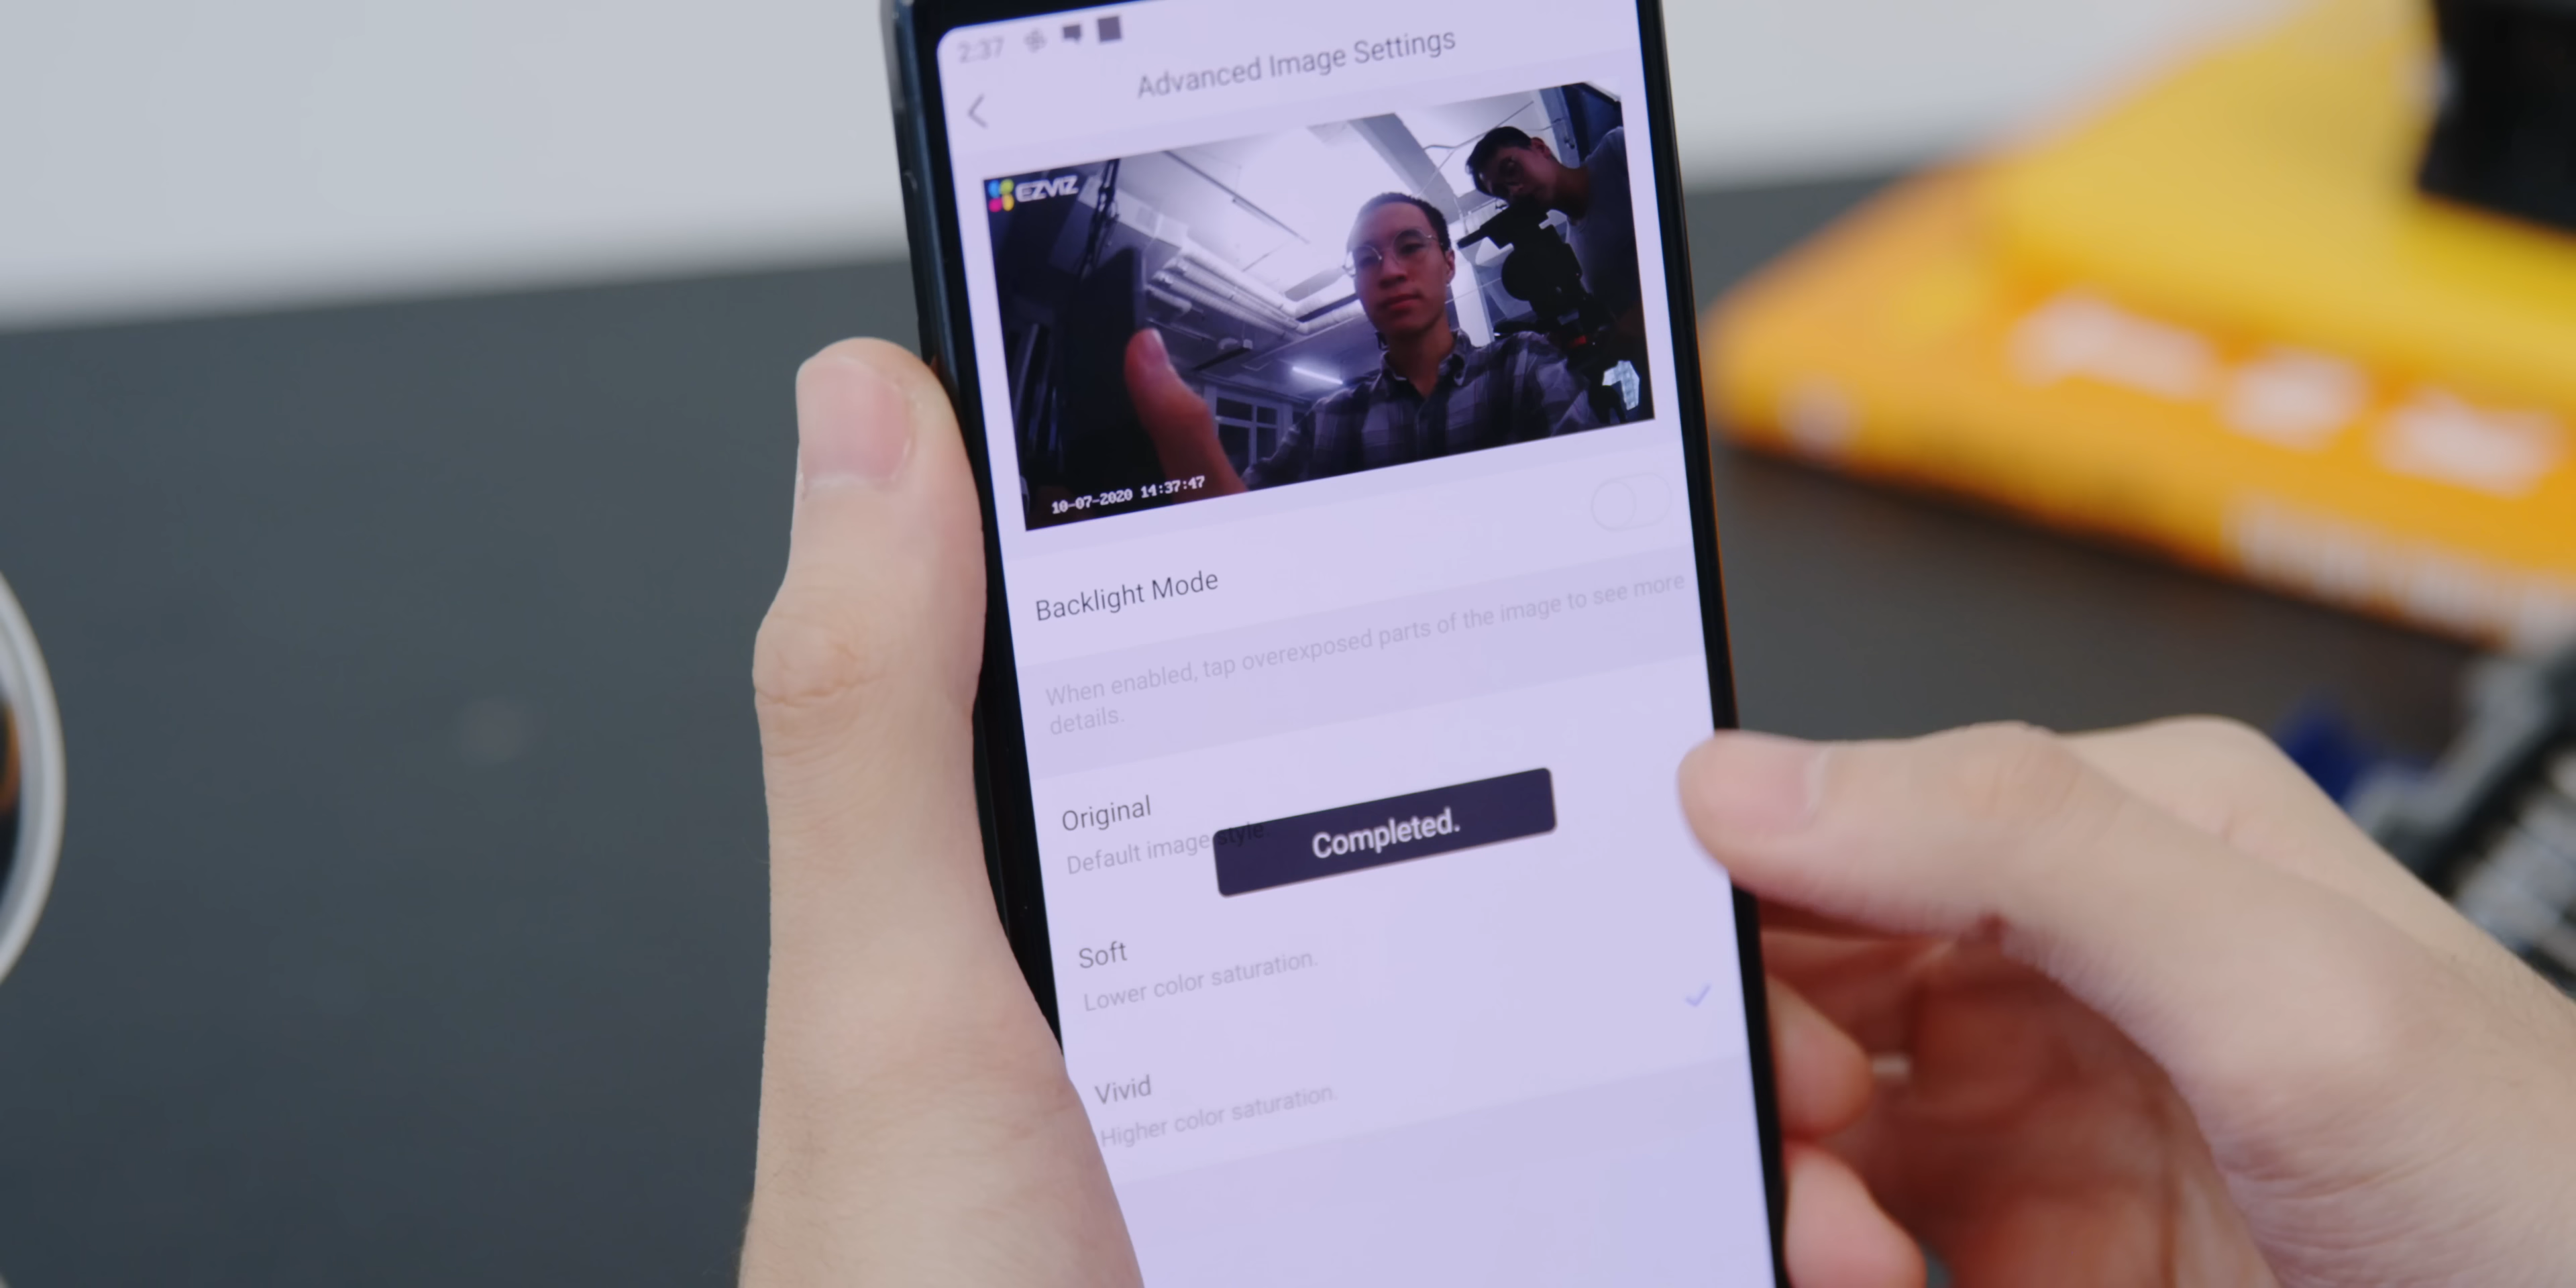 2:37
Advanced Image Settings
EZVIZ
10-07-2020 14:37:47
Backlight Mode
When enabled, tap overexposed parts of the image to see more
details.
Original
Default image style.
Completed.
Soft
Lower color saturation.
Vivid
Higher color saturation.